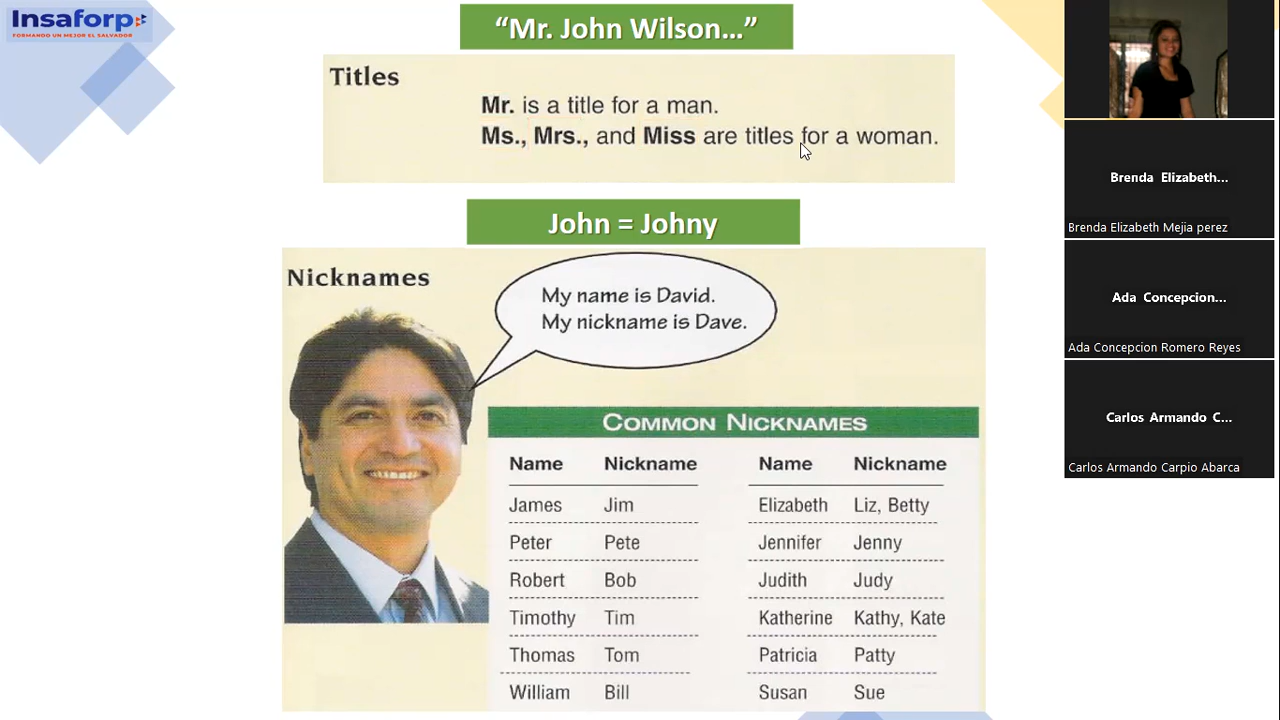 Insaforp
FORMANDO UN MEJOR EL SALVADOR
“Mr. John Wilson…”
Titles
Mr. is a title for a man.
Ms., Mrs., and Miss are titles for a woman.
John = Johny
Nicknames
My name is David.
My nickname is Dave.
COMMON NICKNAMES
Name Nickname Name Nickname
James Jim Elizabeth Liz, Betty
Peter Pete Jennifer Jenny
Robert Bob Judith Judy
Timothy Tim Katherine Kathy, Kate
Thomas Tom Patricia Patty
William Bill Susan Sue
Brenda Elizabeth...
Brenda Elizabeth Mejia perez
Ada Concepcion...
Ada Concepcion Romero Reyes
Carlos Armando C...
Carlos Armando Carpio Abarca